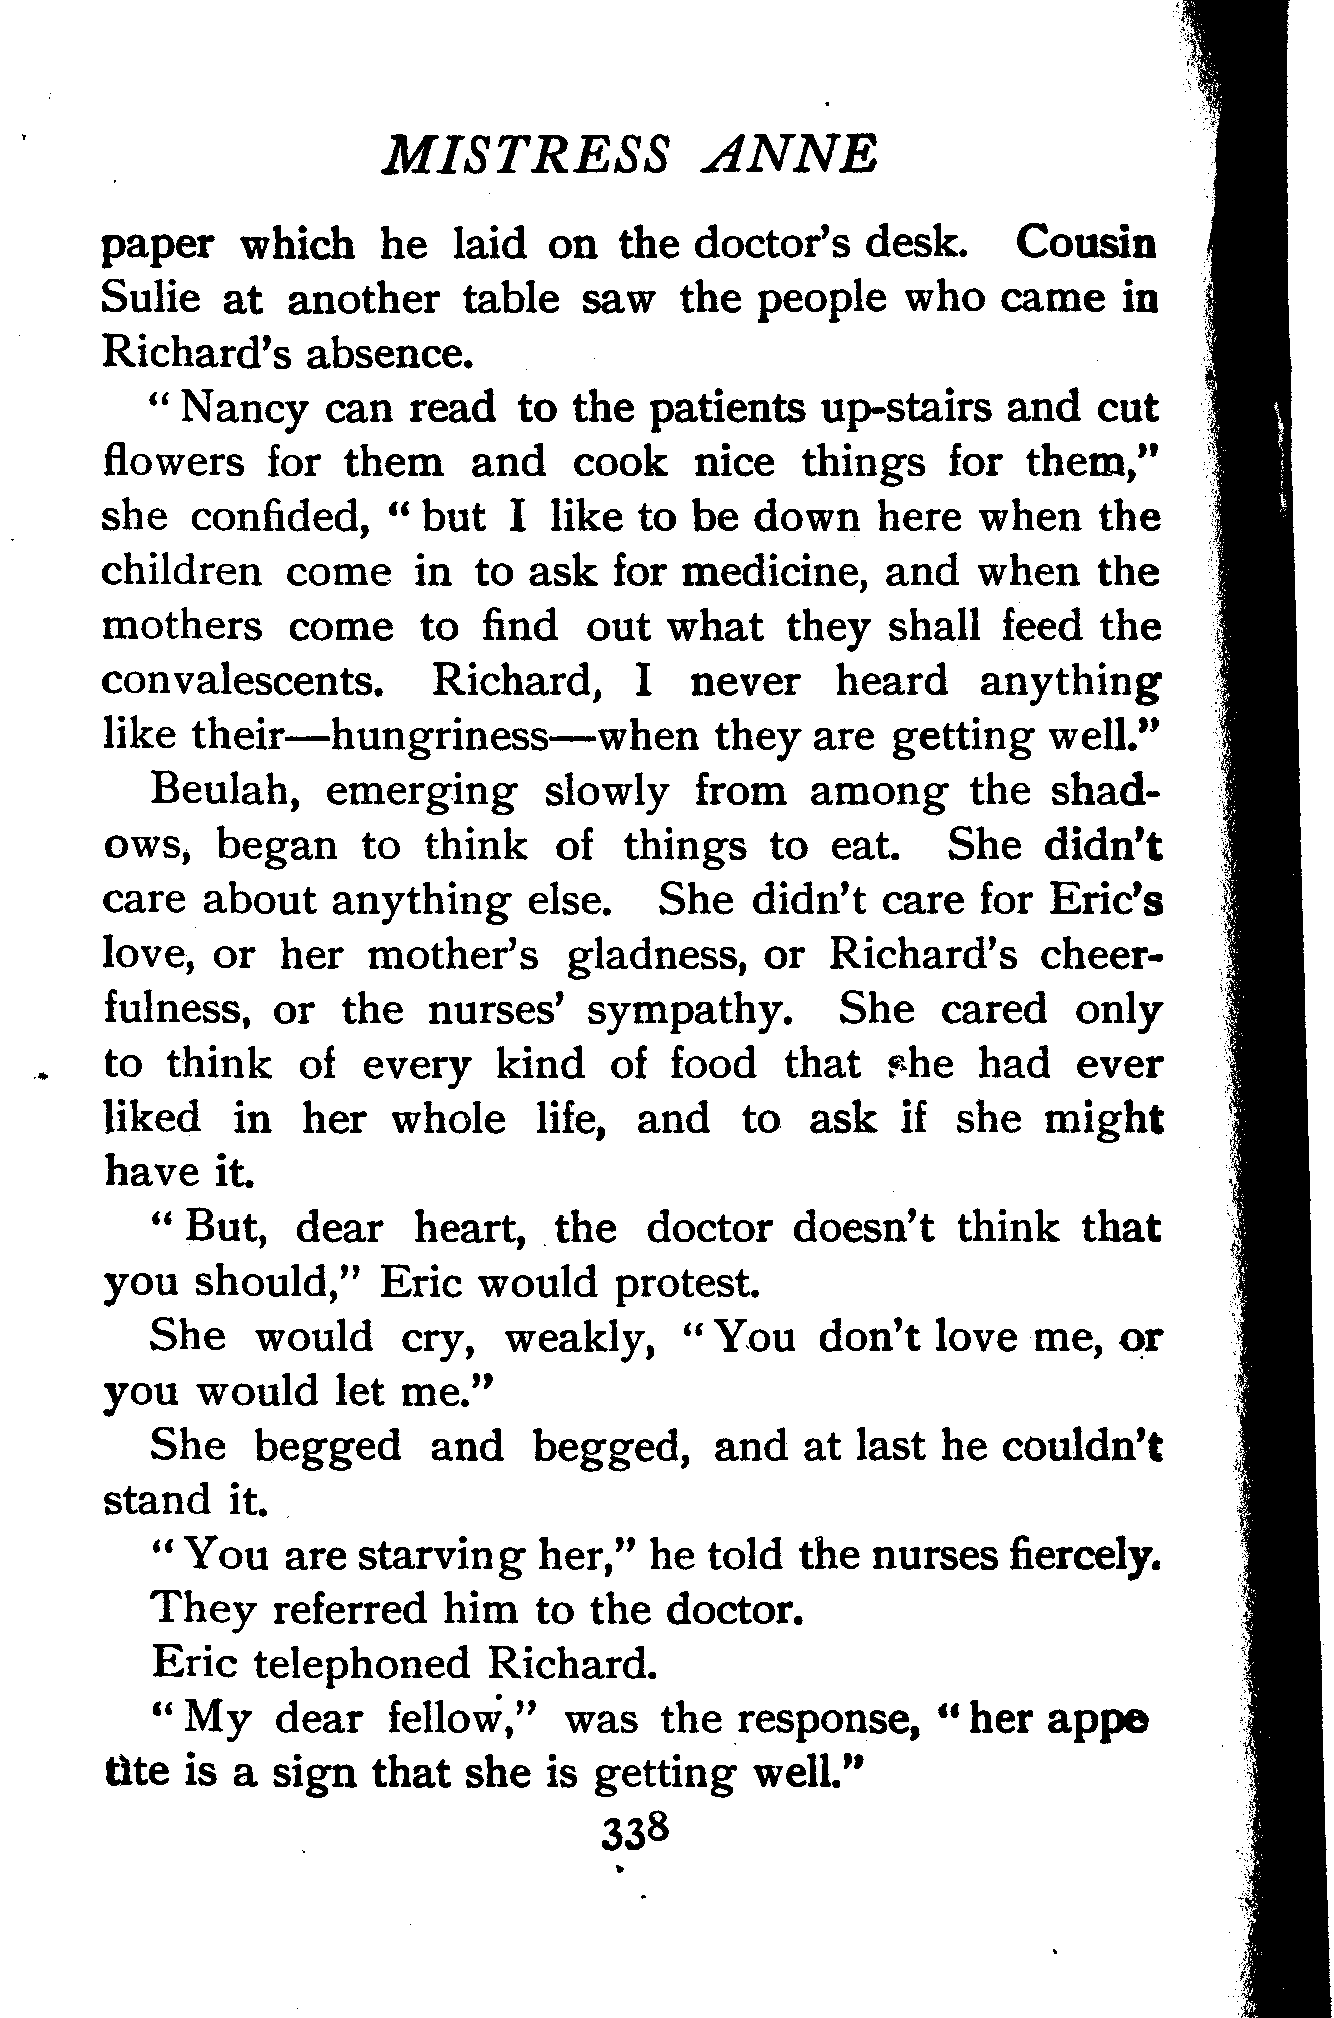 MISTRESS ANNE
paper which he laid on the doctor's desk. Cousin
Sulie at another table saw the people who came in
Richard's absence.
"Nancy can read to the patients up-stairs and cut
flowers for them and cook nice things for them,"
she confided, "but I like to be down here when the
children come in to ask for medicine, and when the
mothers come to find out what they shall feed the
convalescents. Richard, I never heard anything
like their—hungriness—when they are getting well."
Beulah, emerging slowly from among the shad-
ows, began to think of things to eat. She didn't
care about anything else. She didn't care for Eric's
love, or her mother's gladness, or Richard's cheer-
fulness, or the nurses' sympathy. She cared only
to think of every kind of food that she had ever
liked in her whole life, and to ask if she might
have it.
"But, dear heart, the doctor doesn't think that
you should," Eric would protest.
She would cry, weakly, "You don't love me, or
you would let me."
She begged and begged, and at last he couldn't
stand it.
"You are starving her," he told the nurses fiercely.
They referred him to the doctor.
Eric telephoned Richard.
"My dear fellow," was the response, "her appe
tite is a sign that she is getting well."
338